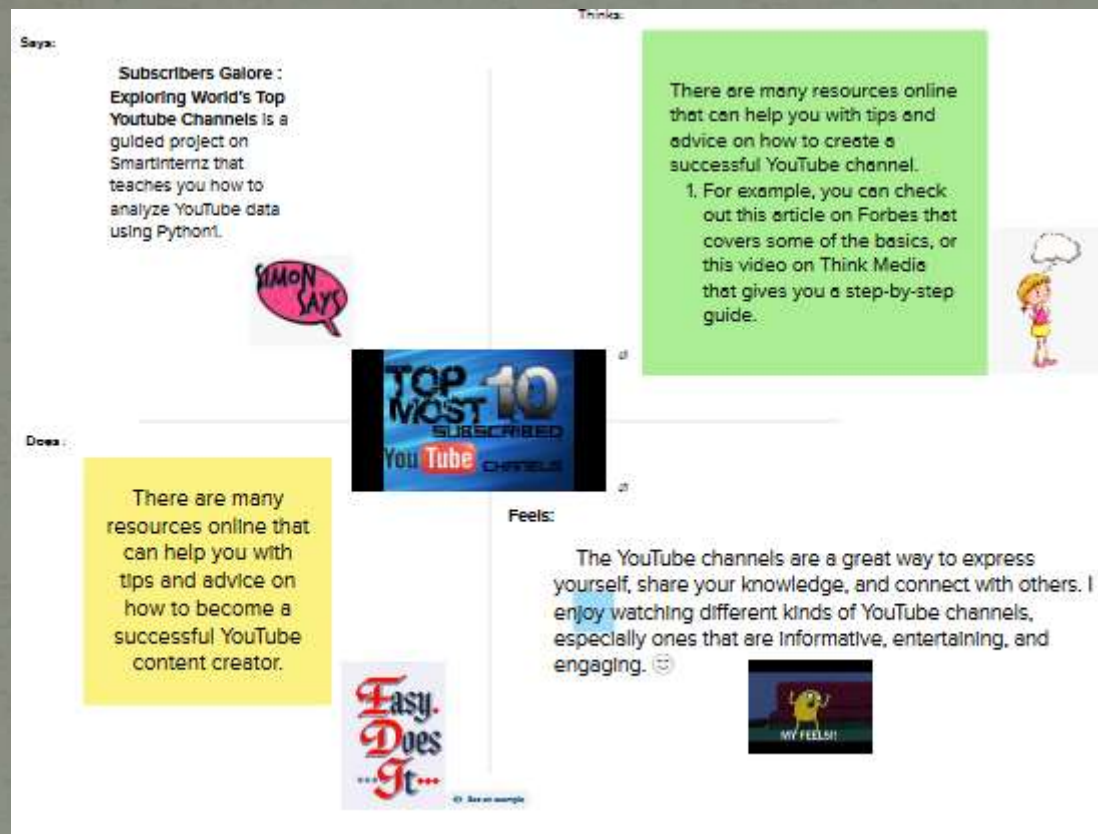 Says:
Subscribers Galore :
Exploring World's Top
Youtube Channels is a
guided project on
SmartInternz that
teaches you how to
analyze YouTube data
using Python1.
SIMON
SAYS
Thinks:
There are many resources online
that can help you with tips and
advice on how to create a
successful YouTube channel.
1. For example, you can check
out this article on Forbes that
covers some of the basics, or
this video on Think Media
that gives you a step-by-step
guide.
TOP 10
MOST
SUBSCRIBED
YouTube CHANNELS
Does :
There are many
resources online that
can help you with
tips and advice on
how to become a
successful YouTube
content creator.
Easy.
Does
...It...
See an example
Feels:
The YouTube channels are a great way to express
yourself, share your knowledge, and connect with others. I
enjoy watching different kinds of YouTube channels,
especially ones that are informative, entertaining, and
engaging. ☺
MY FEELS!!